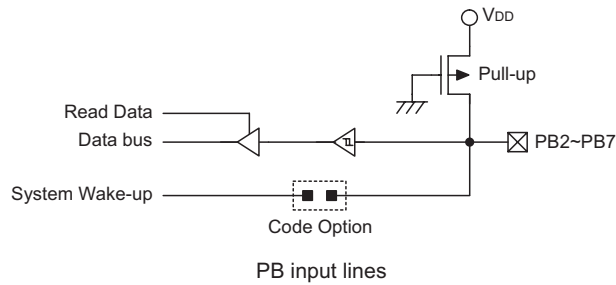 VDD
Pull-up
Read Data
Data bus
PB2~PB7
System Wake-up
Code Option
PB input lines